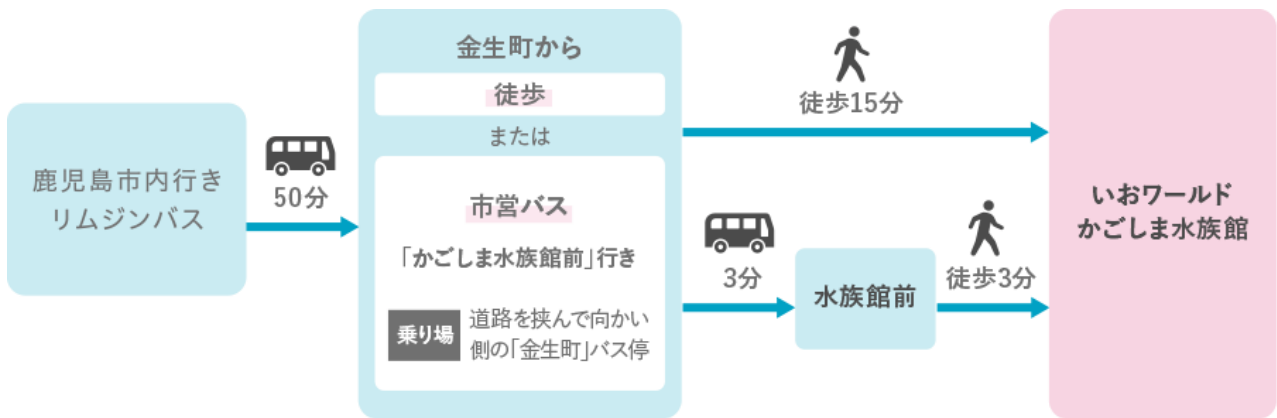 鹿児島市内行き
リムジンバス
50分
金生町から
徒歩
または
市営バス
「かごしま水族館前」行き
乗り場
道路を挟んで向かい
側の「金生町」バス停
徒歩15分
3分
水族館前
徒歩3分
いおワールド
かごしま水族館